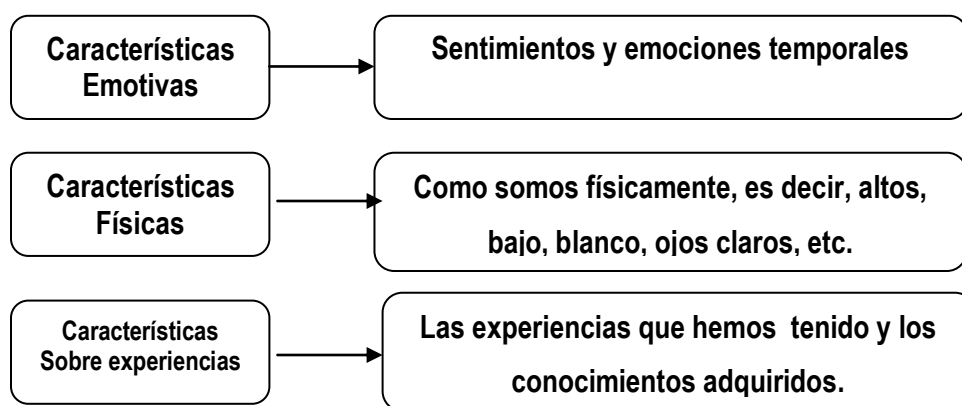 Características
Emotivas
Sentimientos y emociones temporales
Características
Físicas
Como somos físicamente, es decir, altos,
bajo, blanco, ojos claros, etc.
Características
Sobre experiencias
Las experiencias que hemos tenido y los
conocimientos adquiridos.